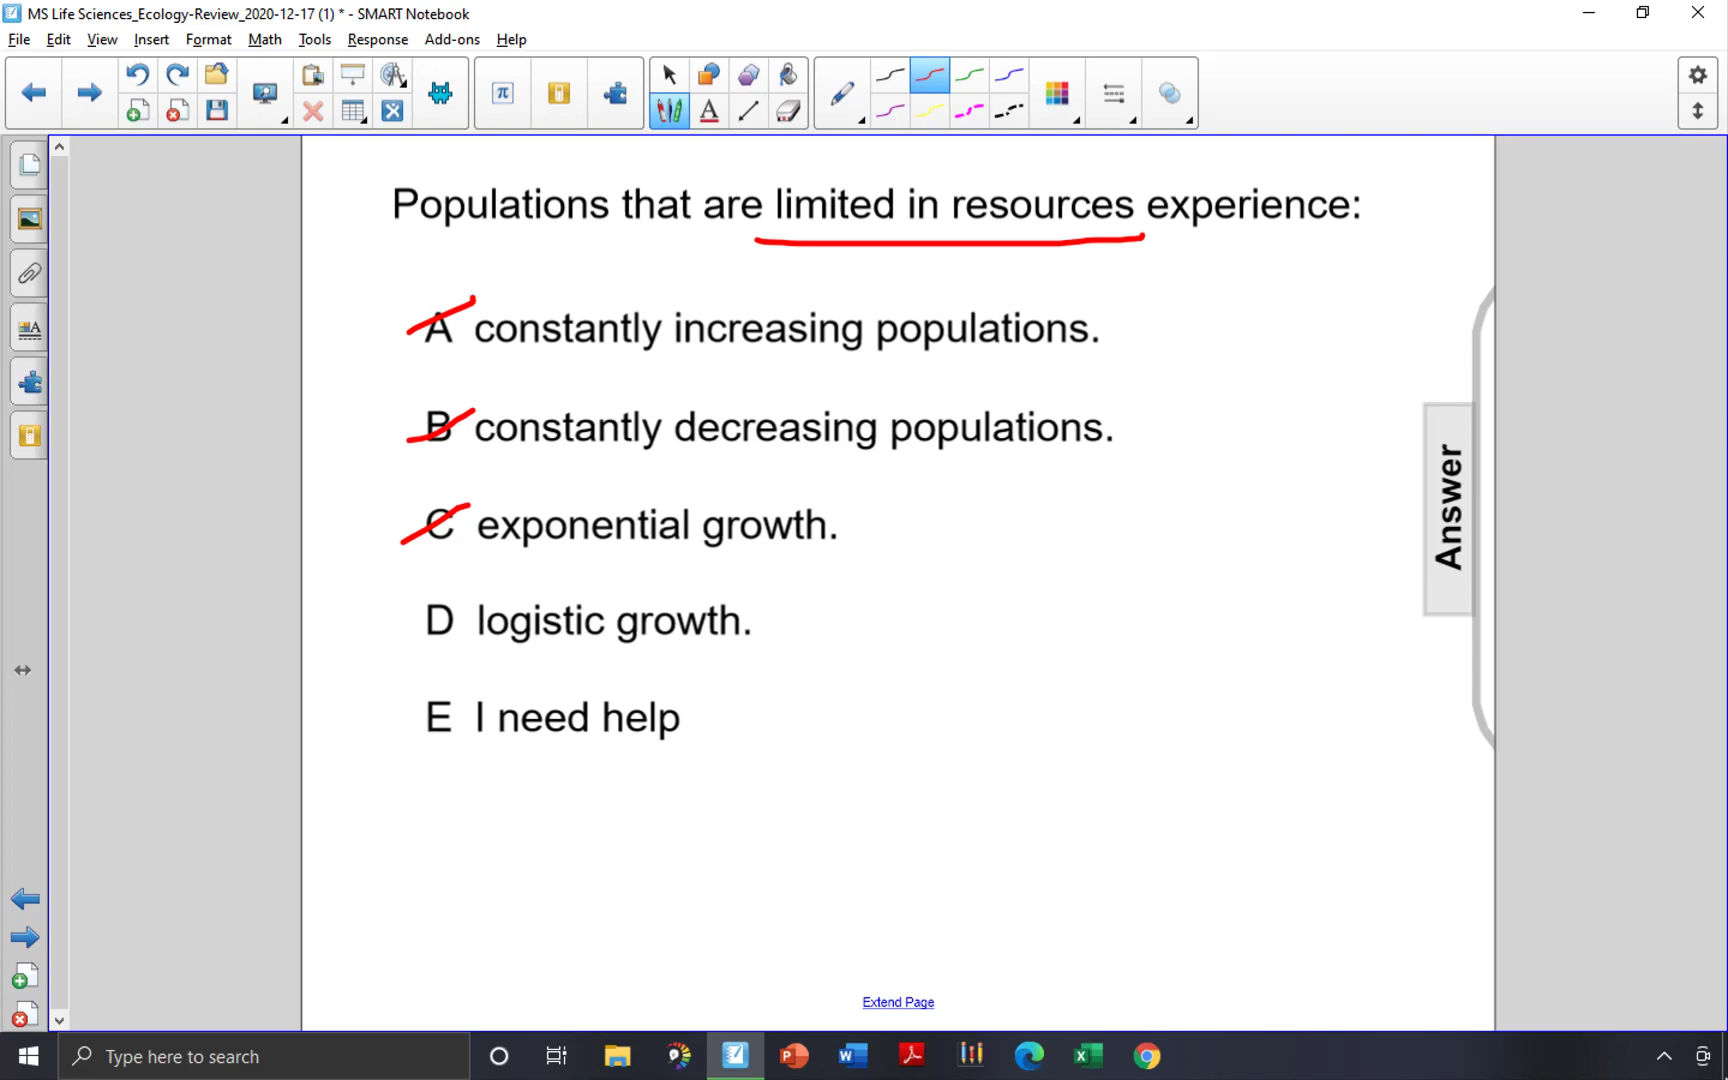 MS Life Sciences_Ecology-Review_2020-12-17 (1) * - SMART Notebook
File Edit View Insert Format Math Tools Response Add-ons Help
Populations that are limited in resources experience:
A constantly increasing populations.
B constantly decreasing populations.
C exponential growth.
D logistic growth.
E I need help
Answer
Extend Page
Type here to search